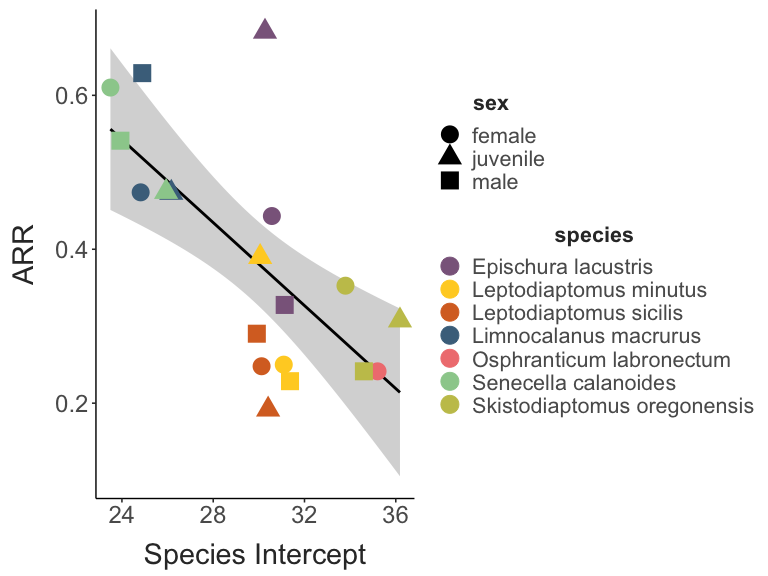 0.6
0.4
0.2
ARR
24 28 32 36
Species Intercept
sex
female
juvenile
male
species
Epischura lacustris
Leptodiaptomus minutus
Leptodiaptomus sicilis
Limnocalanus macrurus
Osphranticum labronectum
Senecella calanoides
Skistodiaptomus oregonensis